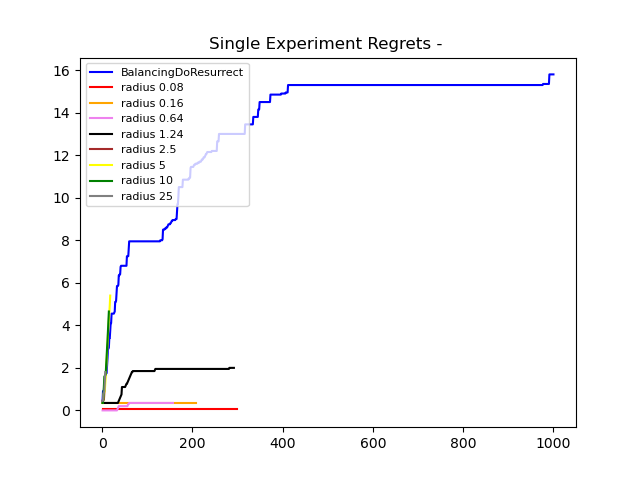 Single Experiment Regrets -
16
14
12
10
8
6
4
2
0
BalancingDoResurrect
radius 0.08
radius 0.16
radius 0.64
radius 1.24
radius 2.5
radius 5
radius 10
radius 25
0 200 400 600 800 1000